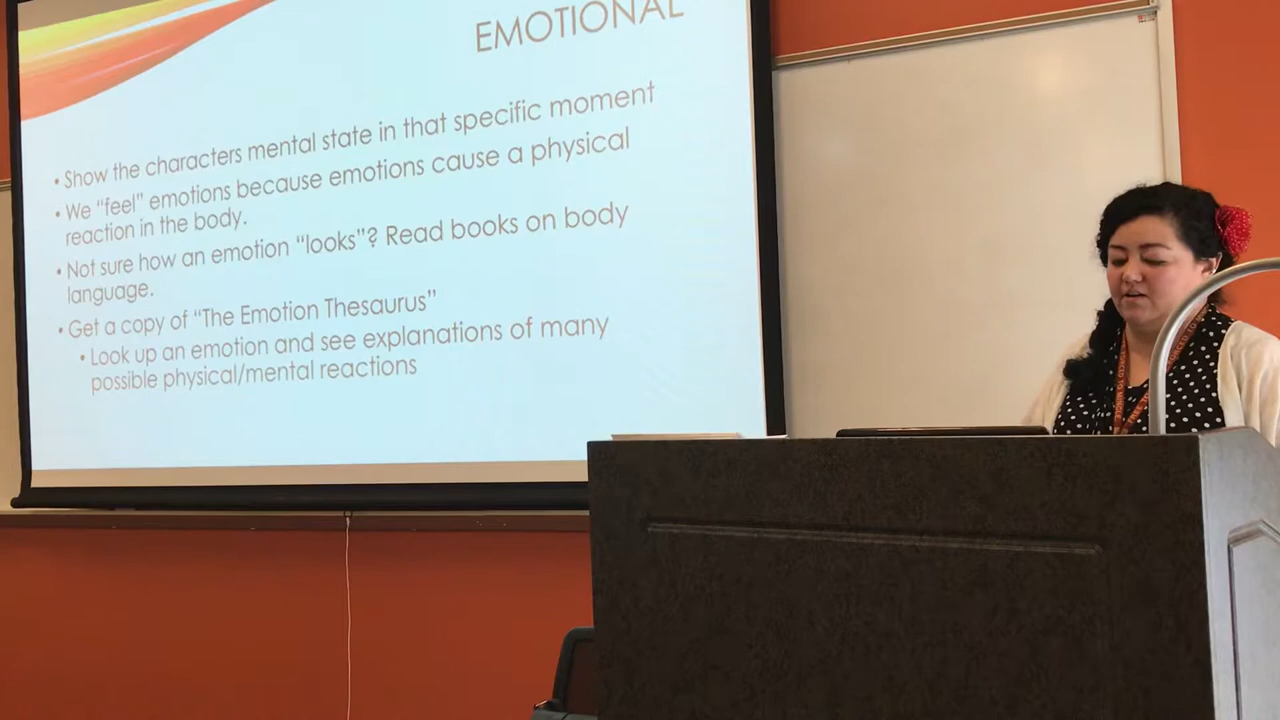 EMOTIONAL
• Show the characters mental state in that specific moment
• We “feel” emotions because emotions cause a physical
reaction in the body.
• Not sure how an emotion “looks”? Read books on body
language.
• Get a copy of “The Emotion Thesaurus”
• Look up an emotion and see explanations of many
possible physical/mental reactions